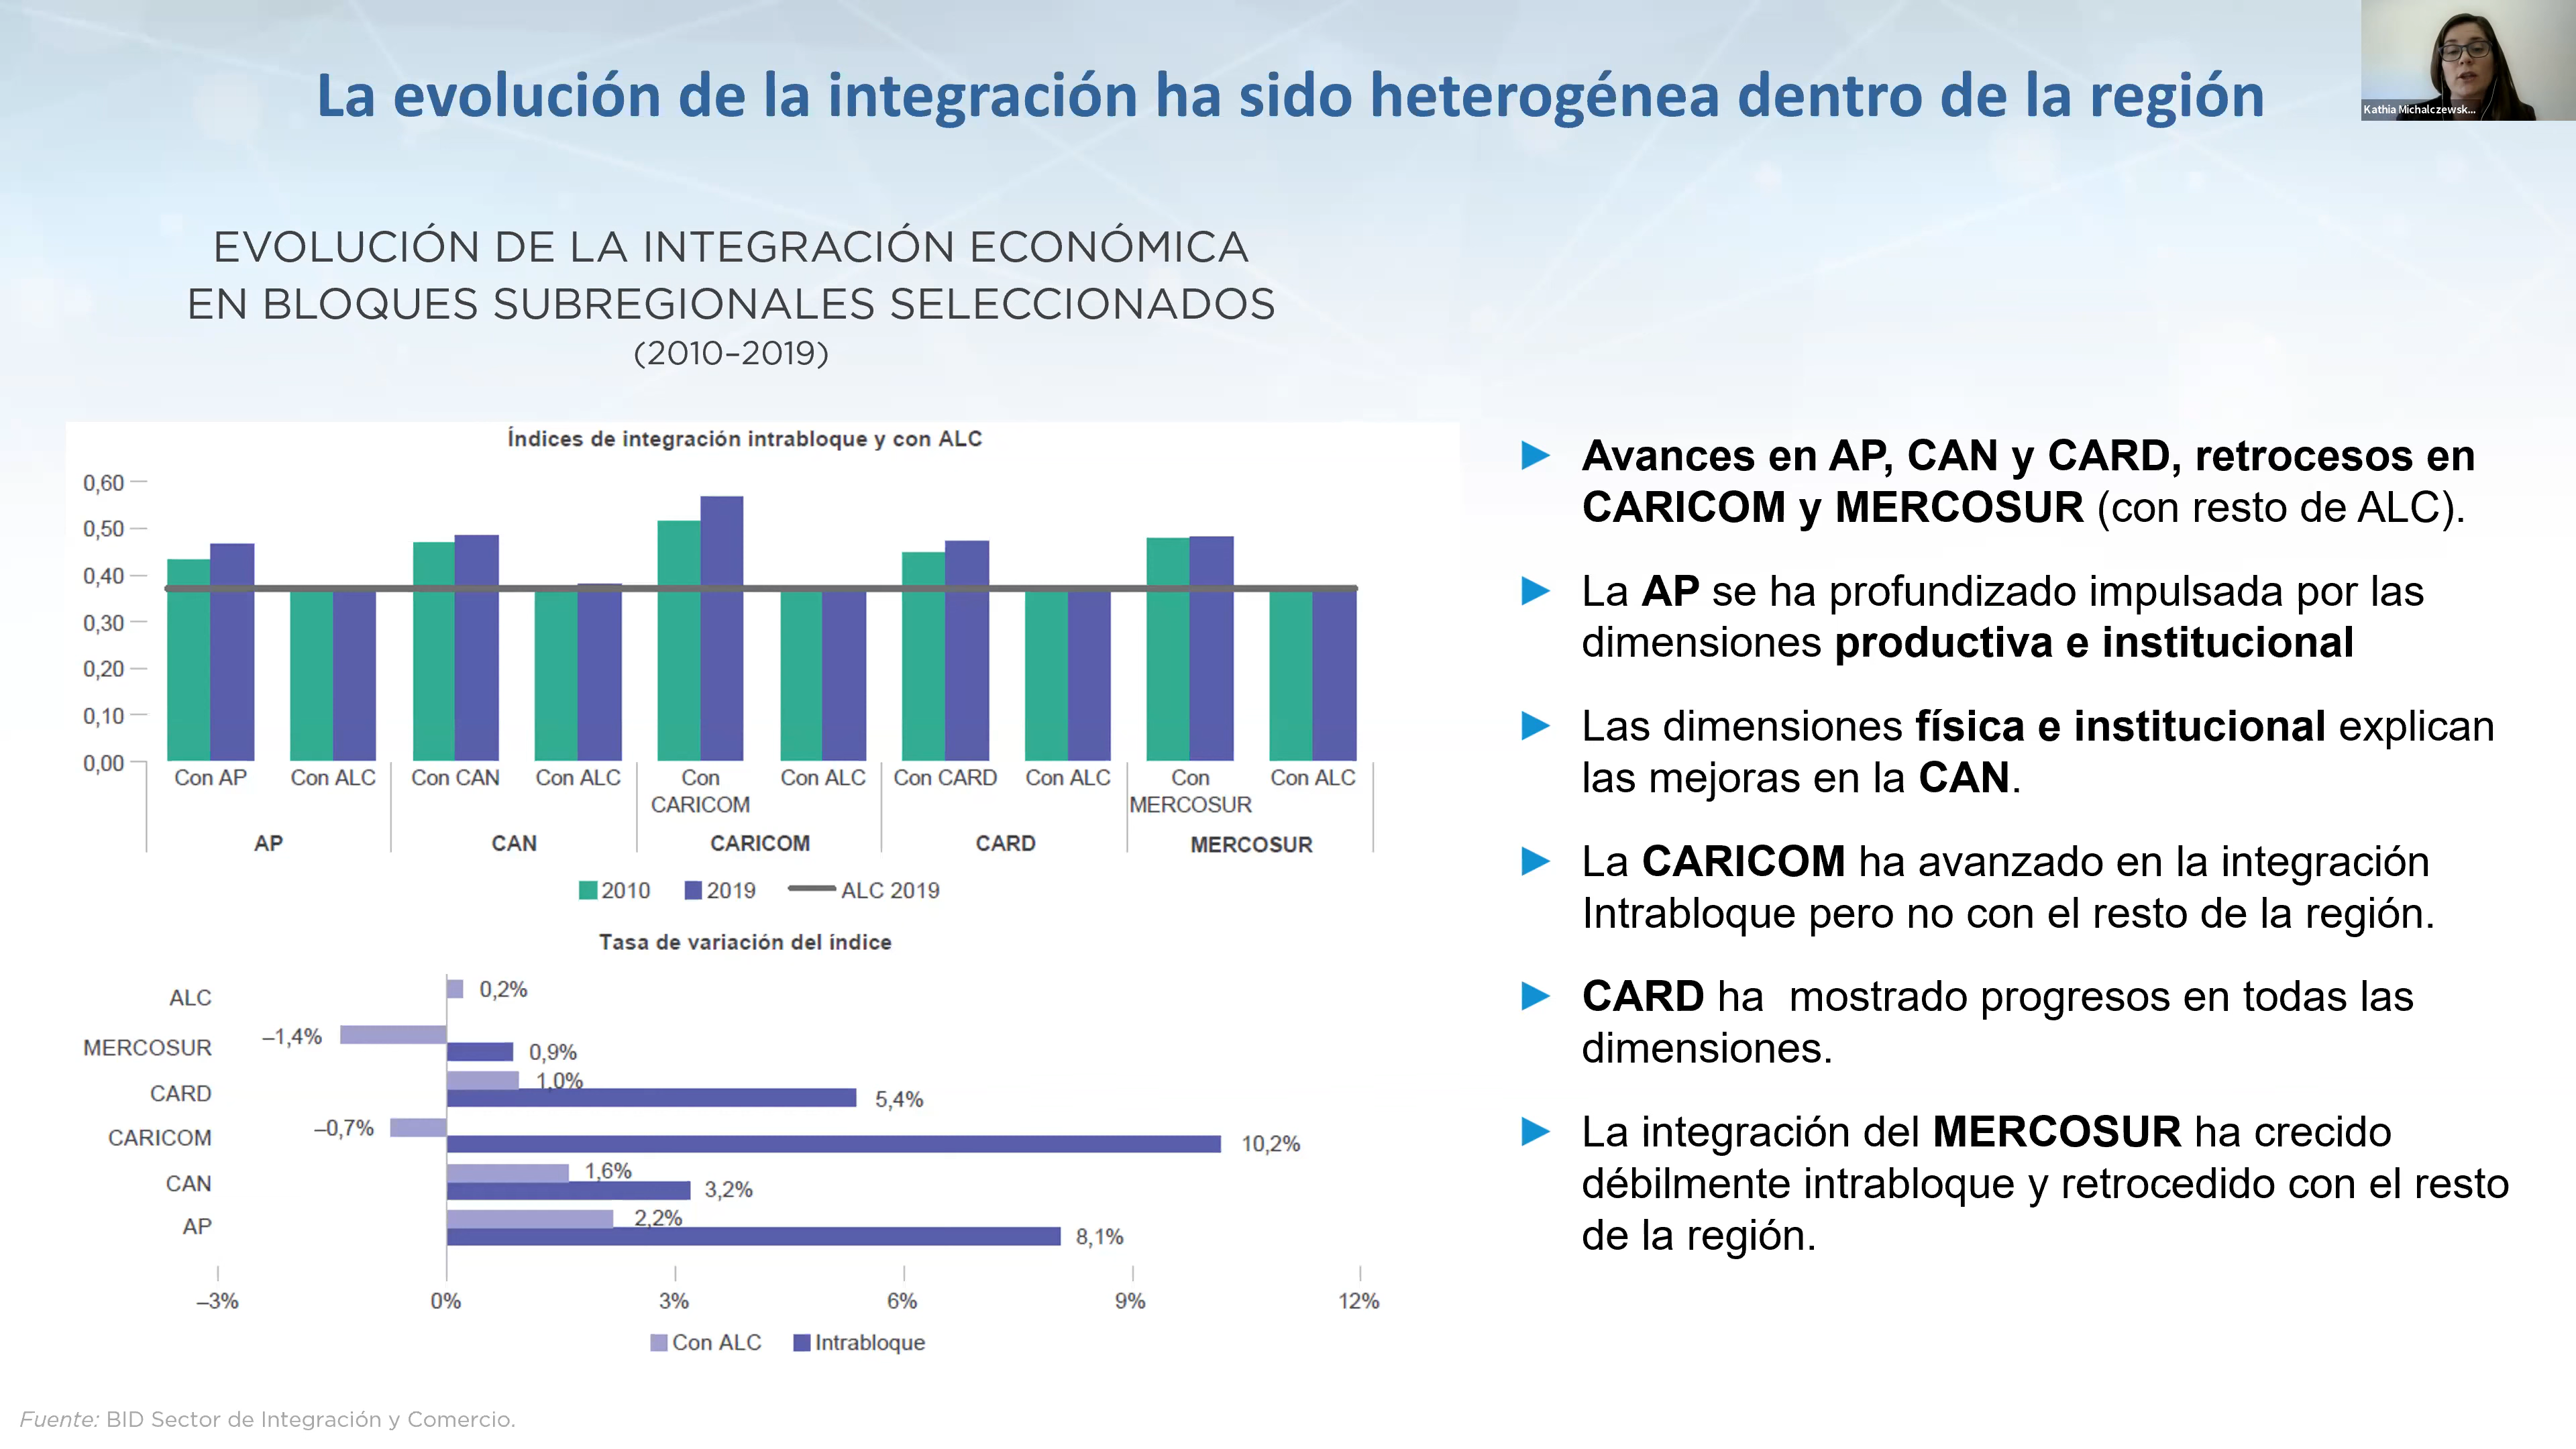 La evolución de la integración ha sido heterogénea dentro de la región
Kathia Michalczewsk...
EVOLUCIÓN DE LA INTEGRACIÓN ECONÓMICA
EN BLOQUES SUBREGIONALES SELECCIONADOS
(2010–2019)
Índices de integración intrabloque y con ALC
0,60
0,50
0,40
0,30
0,20
0,10
0,00
Con AP
Con ALC
Con CAN
Con ALC
Con
CARICOM
Con ALC
Con CARD
Con ALC
Con
MERCOSUR
Con ALC
AP
CAN
CARICOM
CARD
MERCOSUR
2010
2019
ALC 2019
Tasa de variación del índice
ALC
0,2%
MERCOSUR
–1,4%
0,9%
CARD
1,0%
5,4%
CARICOM
–0,7%
10,2%
CAN
1,6%
3,2%
AP
2,2%
8,1%
–3%
0%
3%
6%
9%
12%
Con ALC
Intrabloque
Avances en AP, CAN y CARD, retrocesos en
CARICOM y MERCOSUR (con resto de ALC).
La AP se ha profundizado impulsada por las
dimensiones productiva e institucional
Las dimensiones física e institucional explican
las mejoras en la CAN.
La CARICOM ha avanzado en la integración
Intrabloque pero no con el resto de la región.
CARD ha  mostrado progresos en todas las
dimensiones.
La integración del MERCOSUR ha crecido
débilmente intrabloque y retrocedido con el resto
de la región.
Fuente: BID Sector de Integración y Comercio.